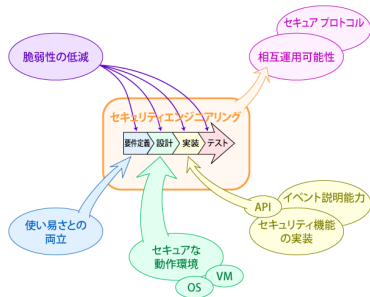 セキュア プロトコル
相互運用可能性
脆弱性の低減
セキュリティエンジニアリング
要件定義
設計
実装
テスト
使い易さとの
両立
セキュアな
動作環境
OS
VM
API
イベント説明能力
セキュリティ機能
の実装